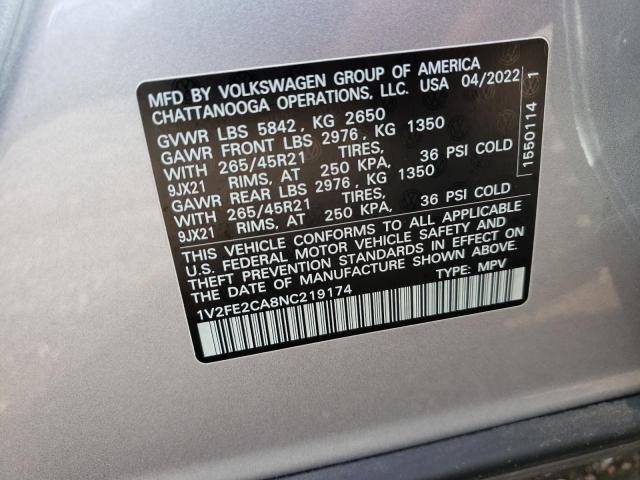 MFD BY VOLKSWAGEN GROUP OF AMERICA
CHATTANOOGA OPERATIONS, LLC. USA 04/2022
GVWR LBS 5842, KG 2650
GAWR FRONT LBS 2976, KG 1350
WITH 265/45R21 TIRES,
9JX21 RIMS, AT 250 KPA, 36 PSI COLD
GAWR REAR LBS 2976, KG 1350
WITH 265/45R21 TIRES,
9JX21 RIMS, AT 250 KPA, 36 PSI COLD
THIS VEHICLE CONFORMS TO ALL APPLICABLE
U.S. FEDERAL MOTOR VEHICLE SAFETY AND
THEFT PREVENTION STANDARDS IN EFFECT ON
THE DATE OF MANUFACTURE SHOWN ABOVE.
1V2FE2CA8NC219174 TYPE: MPV
1550114 1